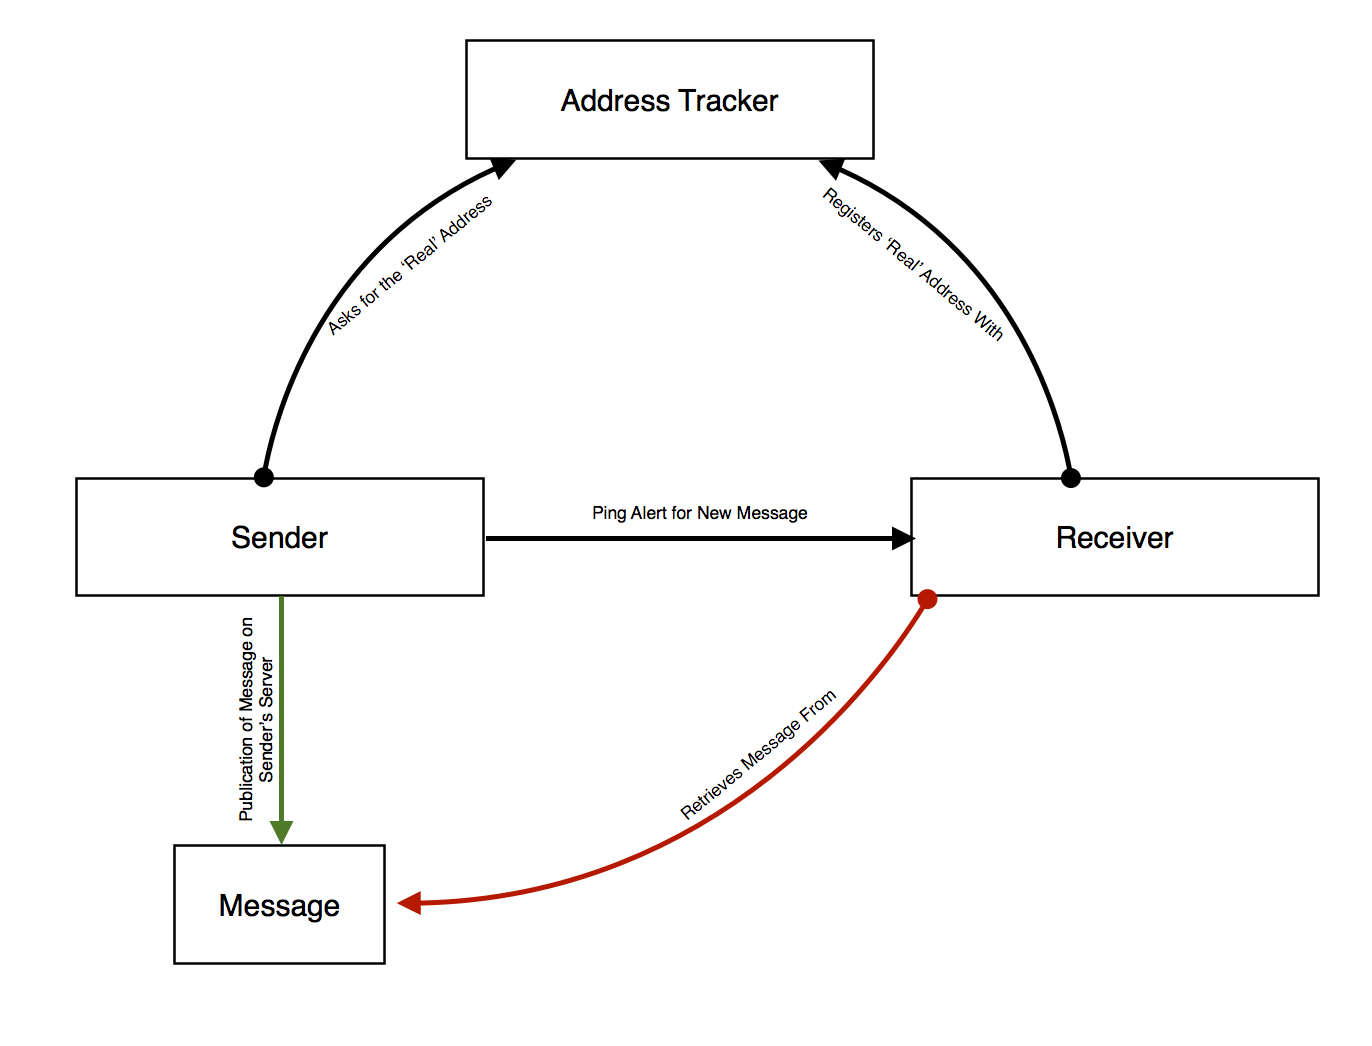 Address Tracker
Asks for the ‘Real’ Address
Registers ‘Real’ Address With
Sender
Ping Alert for New Message
Receiver
Publication of Message on
Sender’s Server
Retrieves Message From
Message